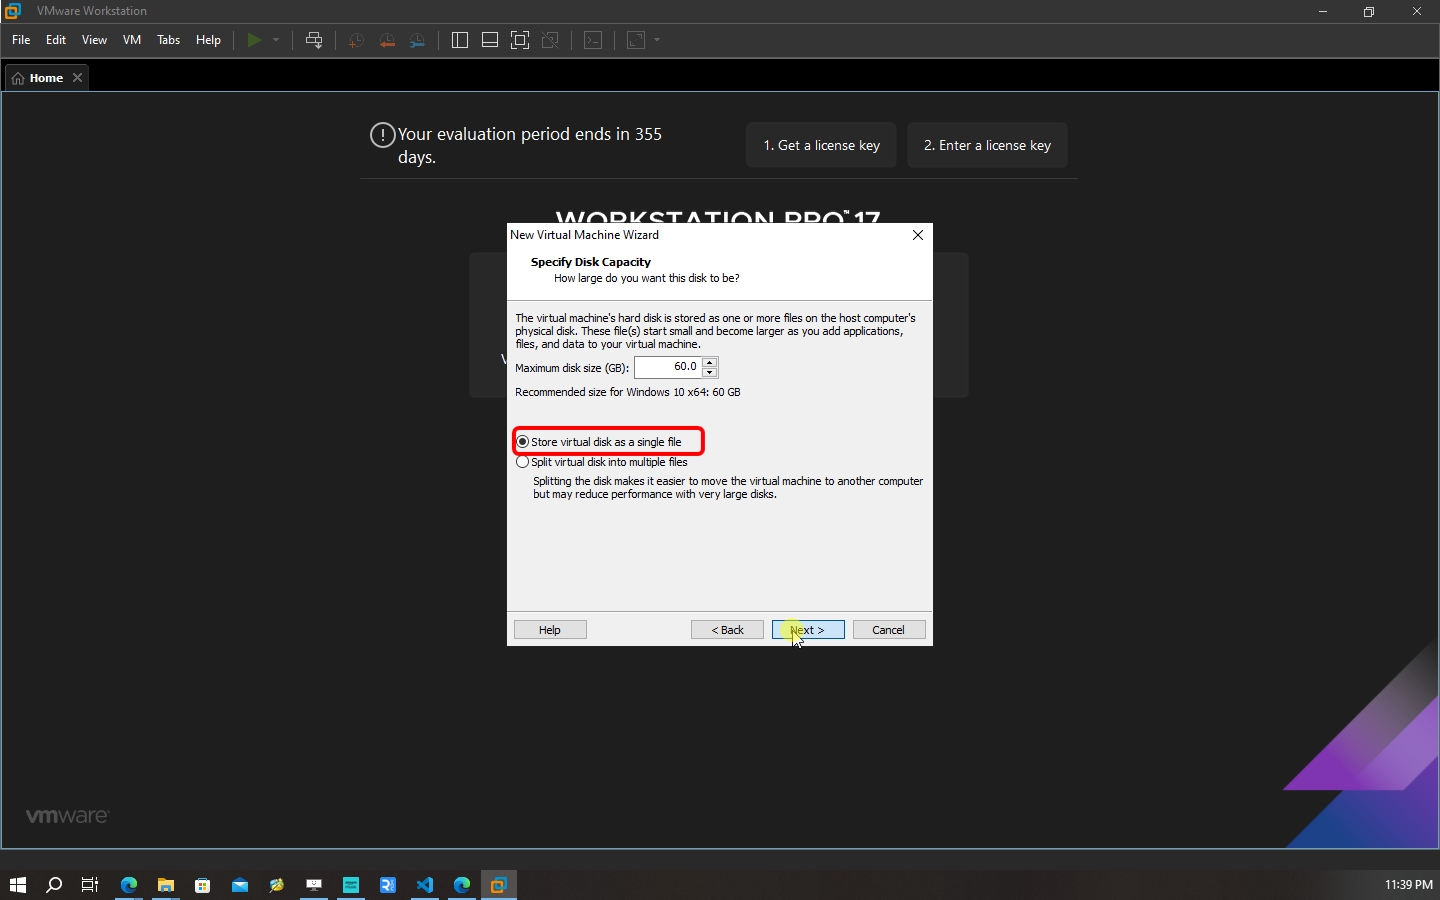 VMware Workstation
File Edit View VM Tabs Help
Home
Your evaluation period ends in 355
days.
1. Get a license key
2. Enter a license key
WORKSTATION PRO™ 17
New Virtual Machine Wizard
Specify Disk Capacity
How large do you want this disk to be?
The virtual machine's hard disk is stored as one or more files on the host computer's
physical disk. These file(s) start small and become larger as you add applications,
files, and data to your virtual machine.
Maximum disk size (GB): 60.0
Recommended size for Windows 10 x64: 60 GB
Store virtual disk as a single file
Split virtual disk into multiple files
Splitting the disk makes it easier to move the virtual machine to another computer
but may reduce performance with very large disks.
Help < Back Next > Cancel
vmware
11:39 PM